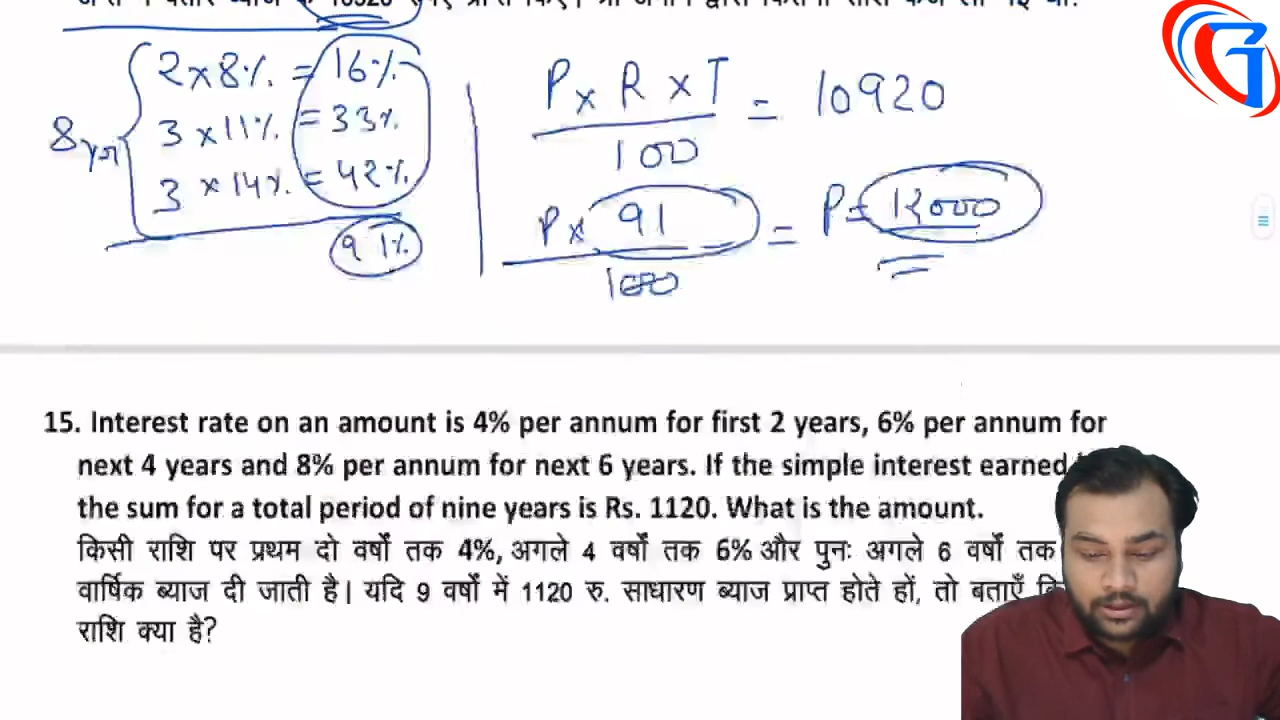 2 x 8% = 16%
3 x 11% = 33%
3 x 14% = 42%
8 yr
91%
P x R x T = 10920
100
P x 91 = P = 12000
100
15. Interest rate on an amount is 4% per annum for first 2 years, 6% per annum for
next 4 years and 8% per annum for next 6 years. If the simple interest earned
the sum for a total period of nine years is Rs. 1120. What is the amount.
किसी राशि पर प्रथम दो वर्षों तक 4%, अगले 4 वर्षों तक 6% और पुनः अगले 6 वर्षों तक
वार्षिक ब्याज दी जाती है। यदि 9 वर्षों में 1120 रु. साधारण ब्याज प्राप्त होते हों, तो बताएँ
राशि क्या है?